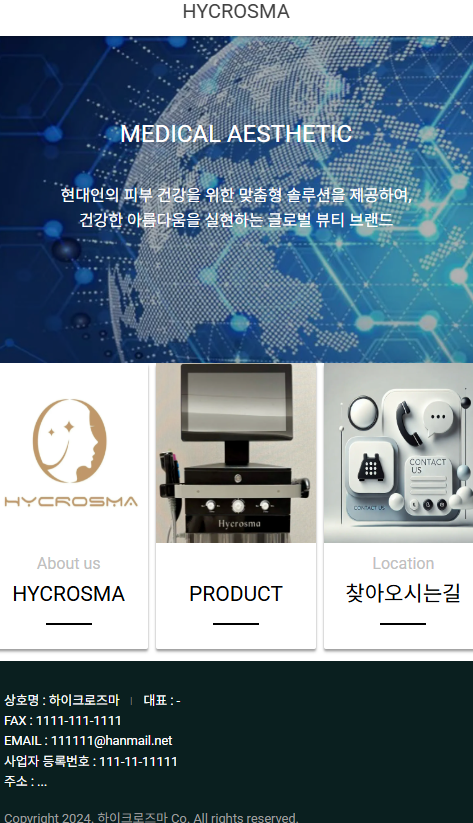 HYCROSMA
MEDICAL AESTHETIC
현대인의 피부 건강을 위한 맞춤형 솔루션을 제공하여,
건강한 아름다움을 실현하는 글로벌 뷰티 브랜드
HYCROSMA
Hycrosma
CONTACT
US
CONTACT US
About us
HYCROSMA
PRODUCT
Location
찾아오시는길
상호명 : 하이크로즈마 | 대표 : -
FAX : 1111-111-1111
EMAIL : 111111@hanmail.net
사업자 등록번호 : 111-11-11111
주소 : ...
Copyright 2024. 하이크로즈마 Co. All rights reserved.